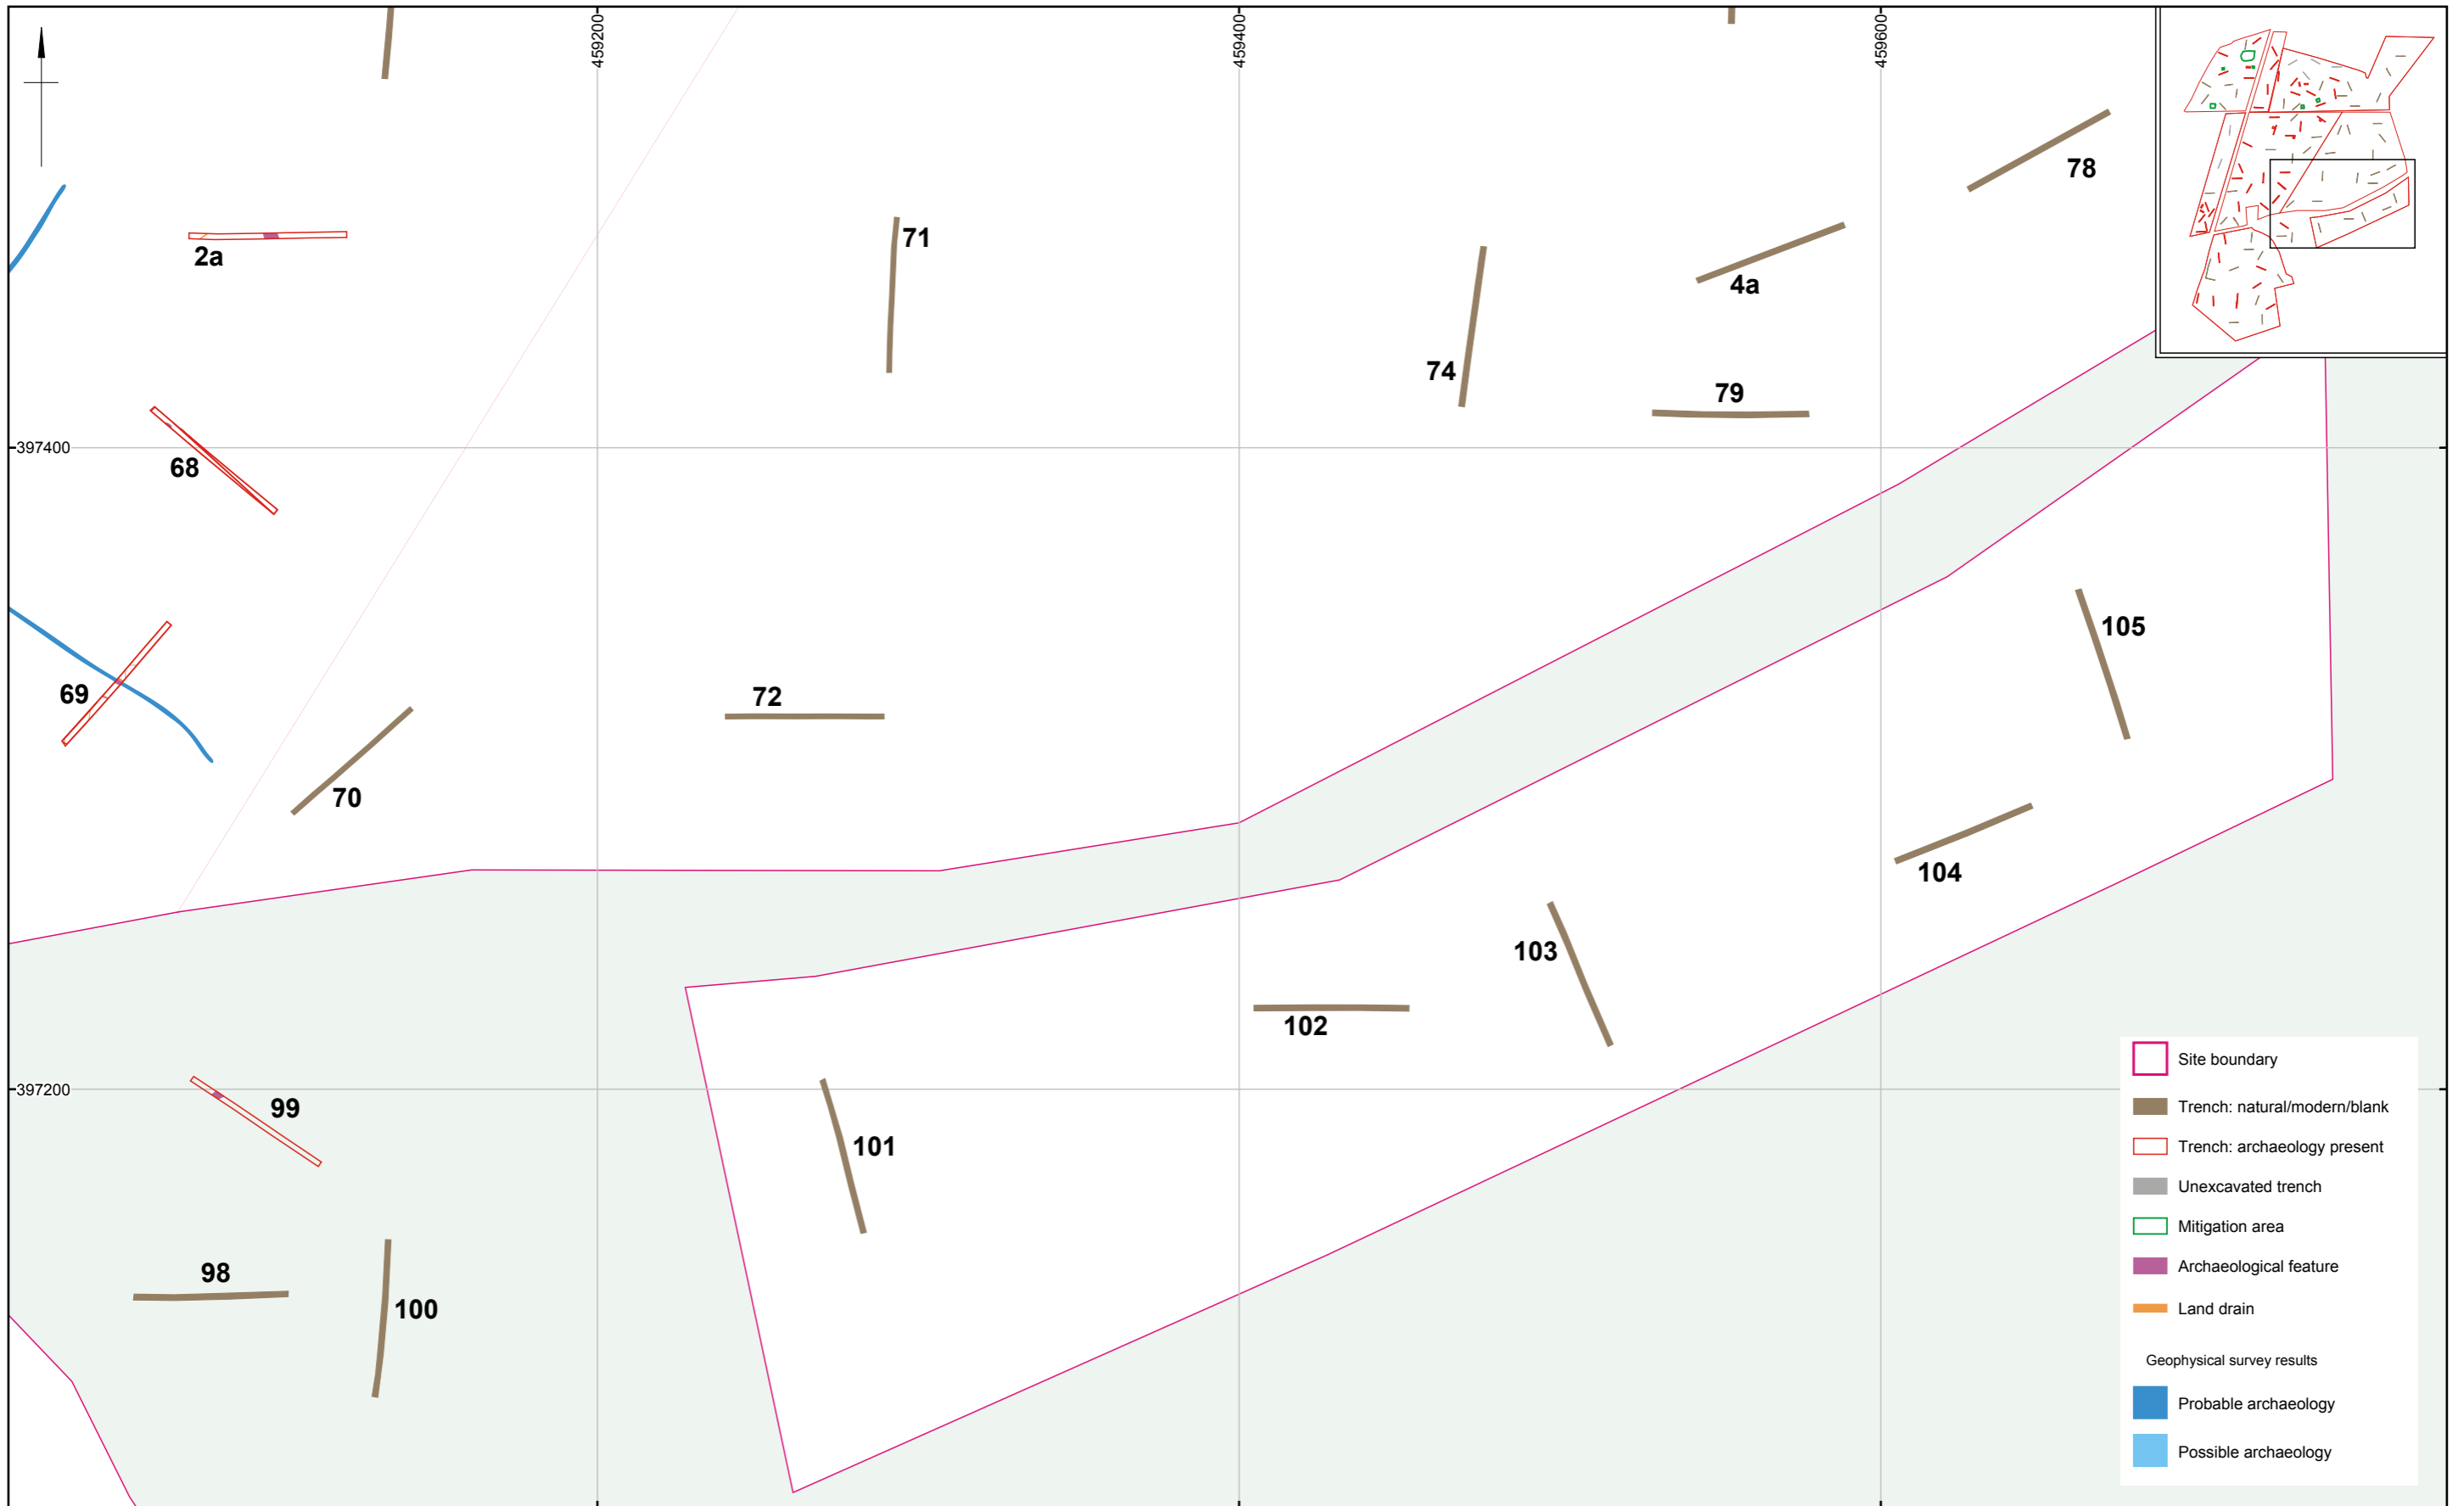 459200
459400
459600
78
71
2a
4a
74
79
397400
68
105
69
72
70
104
103
102
397200
99
101
98
100
Site boundary
Trench: natural/modern/blank
Trench: archaeology present
Unexcavated trench
Mitigation area
Archaeological feature
Land drain
Geophysical survey results
Probable archaeology
Possible archaeology